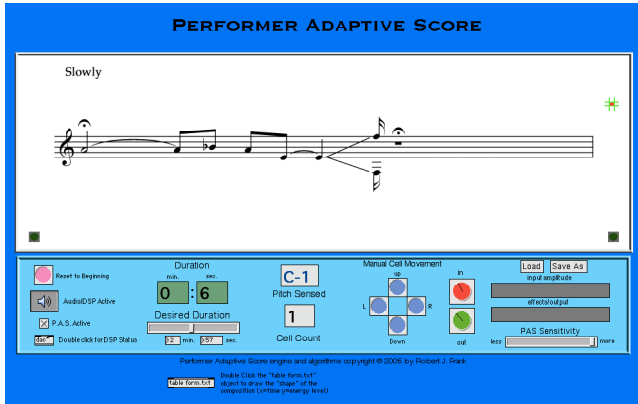 PERFORMER ADAPTIVE SCORE
Slowly
Reset to Beginning
Audio/DSP Active
P.A.S. Active
dac~ Double click for DSP Status
Duration
min. sec.
0 : 6
Desired Duration
>2 min. >57 sec.
C-1
Pitch Sensed
1
Cell Count
Manual Cell Movement
up
L R
Down
in
out
Load Save As
input amplitude
effects/output
PAS Sensitivity
less more
Performer Adaptive Score engine and algorithms copyright © 2005 by Robert J. Frank
table form.txt
Double Click the "table form.txt"
object to draw the "shape" of the
composition (x=time y=energy level)